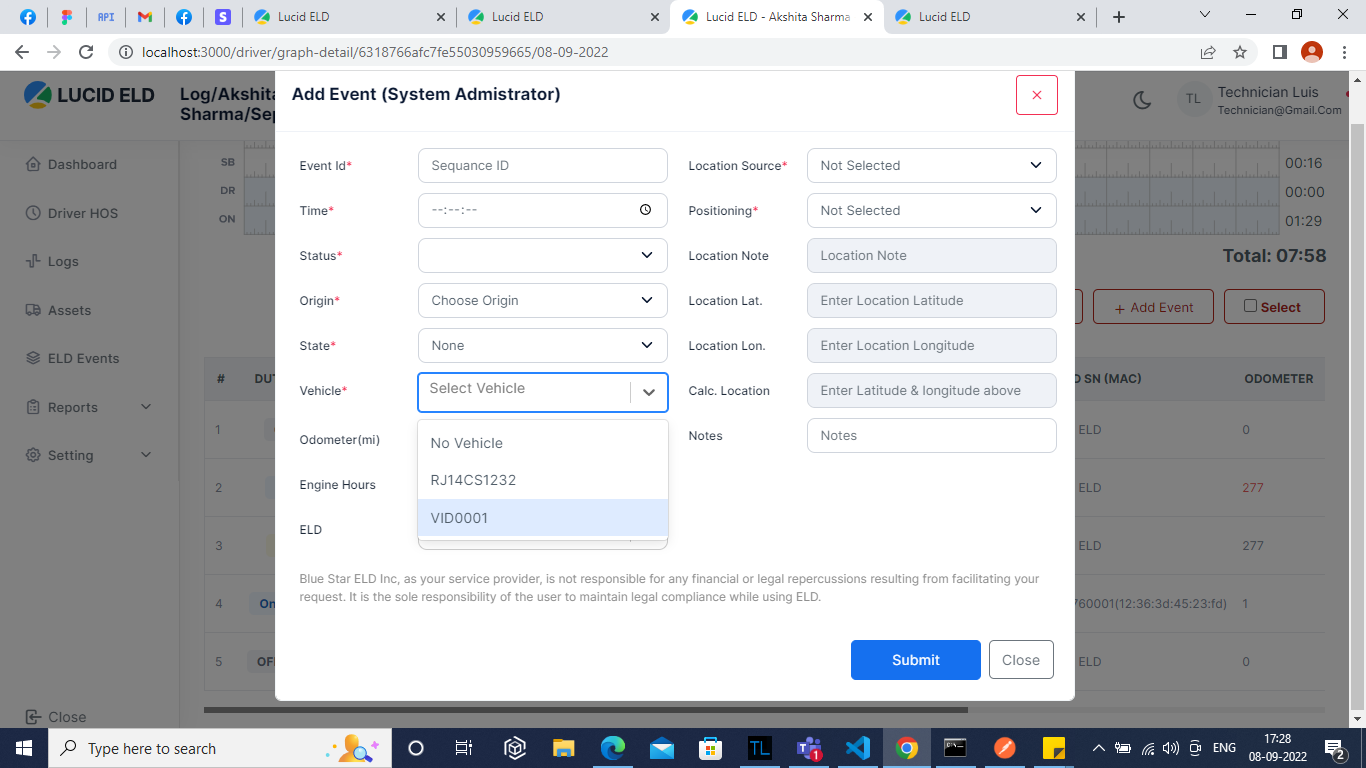 Lucid ELD
Lucid ELD
Lucid ELD - Akshita Sharma
Lucid ELD
API
localhost:3000/driver/graph-detail/6318766afc7fe55030959665/08-09-2022
LUCID ELD
Log/Akshita
Sharma/Sep
TL
Technician Luis
Technician@Gmail.Com
Dashboard
Driver HOS
Logs
Assets
ELD Events
Reports
Setting
Close
SB
DR
ON
00:16
00:00
01:29
Total: 07:58
+ Add Event
Select
#
(MAC)
ODOMETER
1
ELD
0
2
ELD
277
3
ELD
277
4
760001(12:36:3d:45:23:fd)
1
5
ELD
0
Add Event (System Admistrator)
Event Id*
Sequance ID
Time*
--:--:--
Status*
Origin*
Choose Origin
State*
None
Vehicle*
Select Vehicle
No Vehicle
RJ14CS1232
VID0001
Odometer(mi)
Engine Hours
ELD
Location Source*
Not Selected
Positioning*
Not Selected
Location Note
Location Note
Location Lat.
Enter Location Latitude
Location Lon.
Enter Location Longitude
Calc. Location
Enter Latitude & longitude above
Notes
Notes
Blue Star ELD Inc, as your service provider, is not responsible for any financial or legal repercussions resulting from facilitating your
request. It is the sole responsibility of the user to maintain legal compliance while using ELD.
Submit
Close
Type here to search
TL
1
ENG
17:28
08-09-2022
2